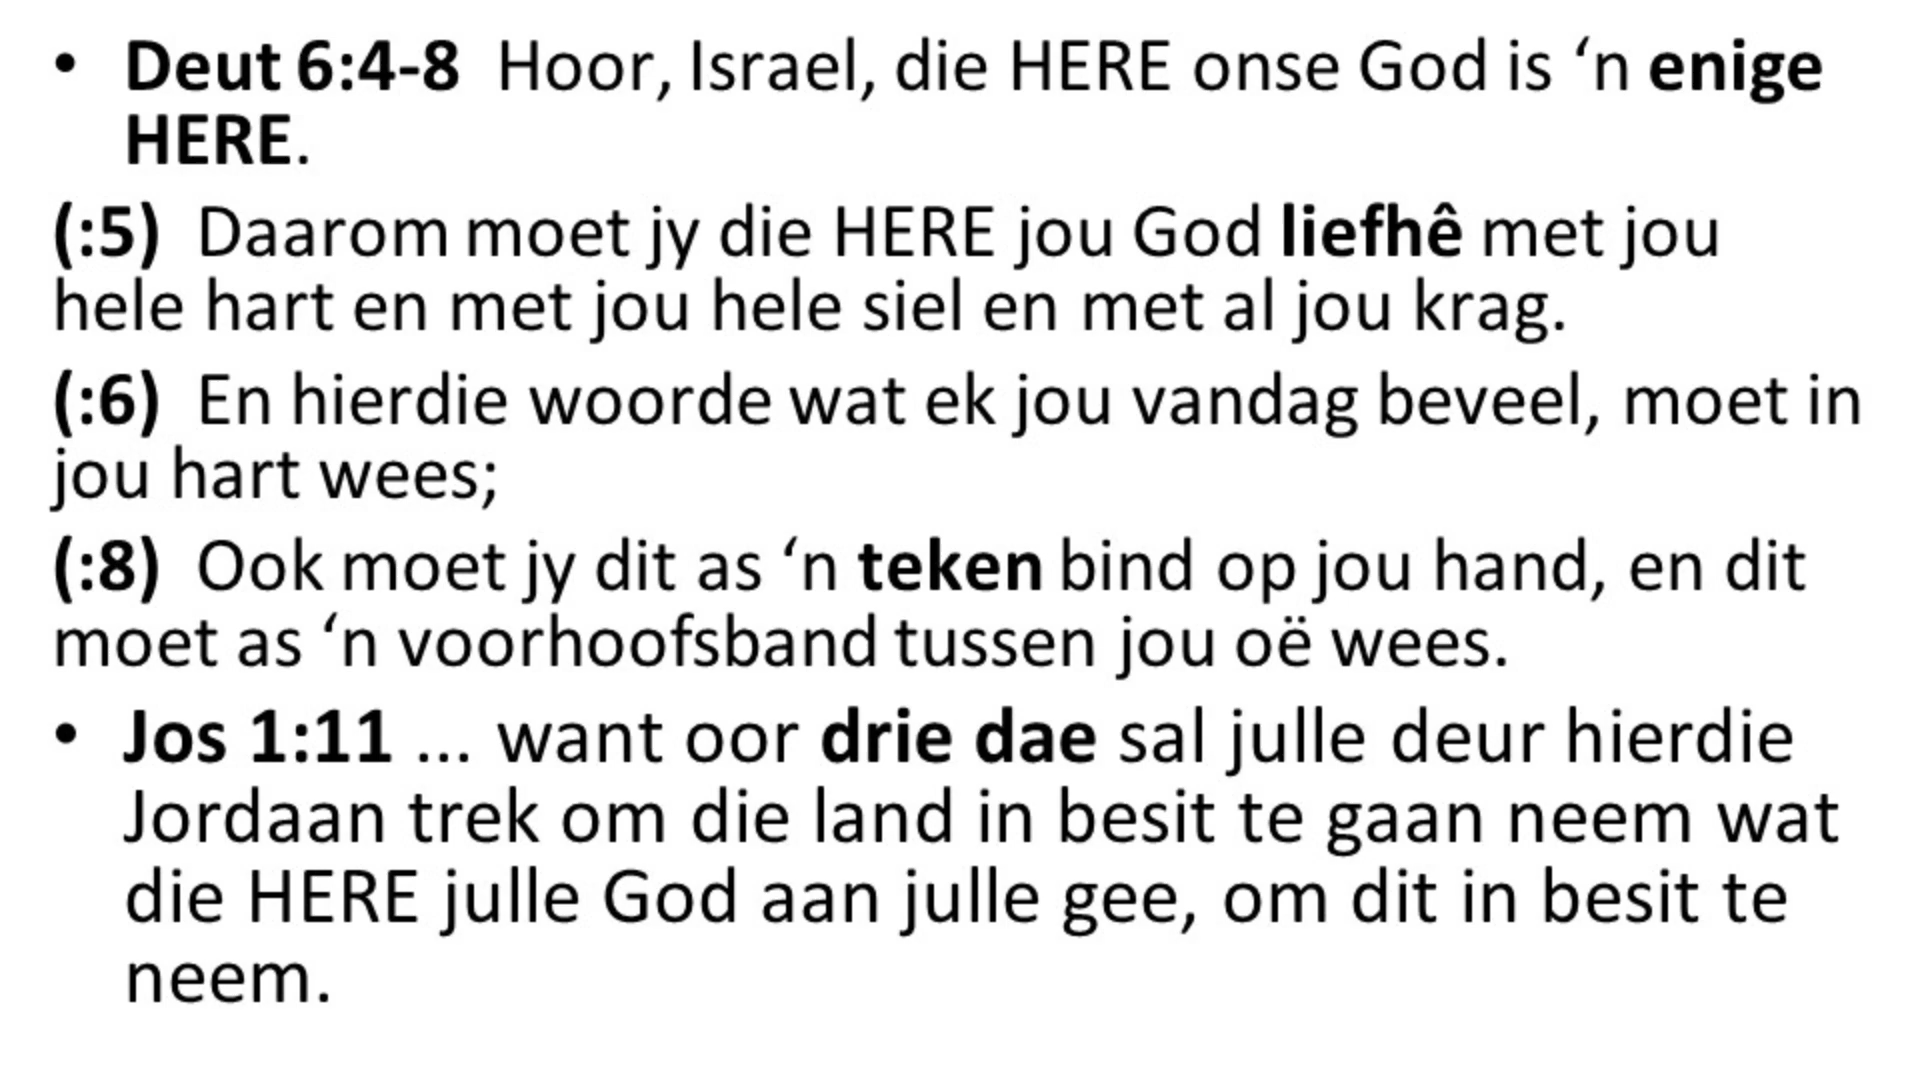 • Deut 6:4-8  Hoor, Israel, die HERE onse God is ‘n enige
HERE.
(:5)  Daarom moet jy die HERE jou God liefhê met jou
hele hart en met jou hele siel en met al jou krag.
(:6)  En hierdie woorde wat ek jou vandag beveel, moet in
jou hart wees;
(:8)  Ook moet jy dit as ‘n teken bind op jou hand, en dit
moet as ‘n voorhoofsband tussen jou oë wees.
• Jos 1:11 ... want oor drie dae sal julle deur hierdie
Jordaan trek om die land in besit te gaan neem wat
die HERE julle God aan julle gee, om dit in besit te
neem.